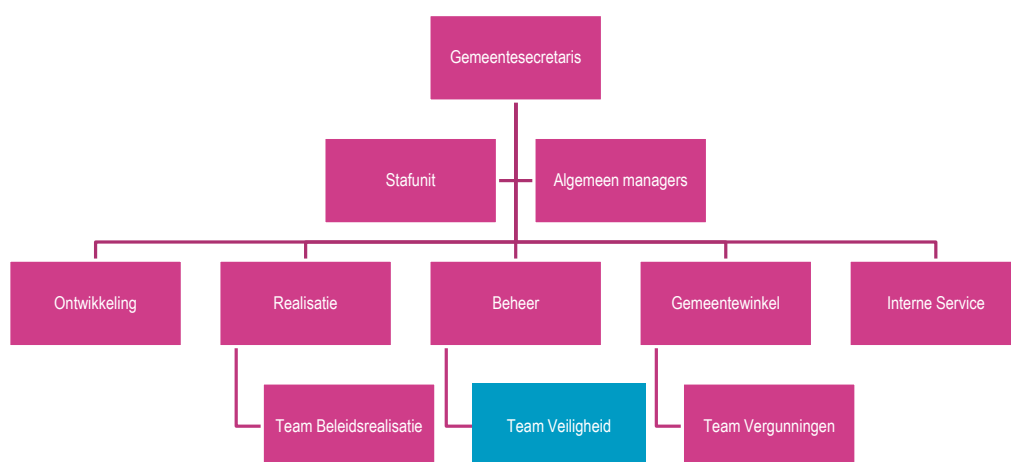 Gemeentesecretaris
Stafunit
Algemeen managers
Ontwikkeling
Realisatie
Beheer
Gemeentewinkel
Interne Service
Team Beleidsrealisatie
Team Veiligheid
Team Vergunningen